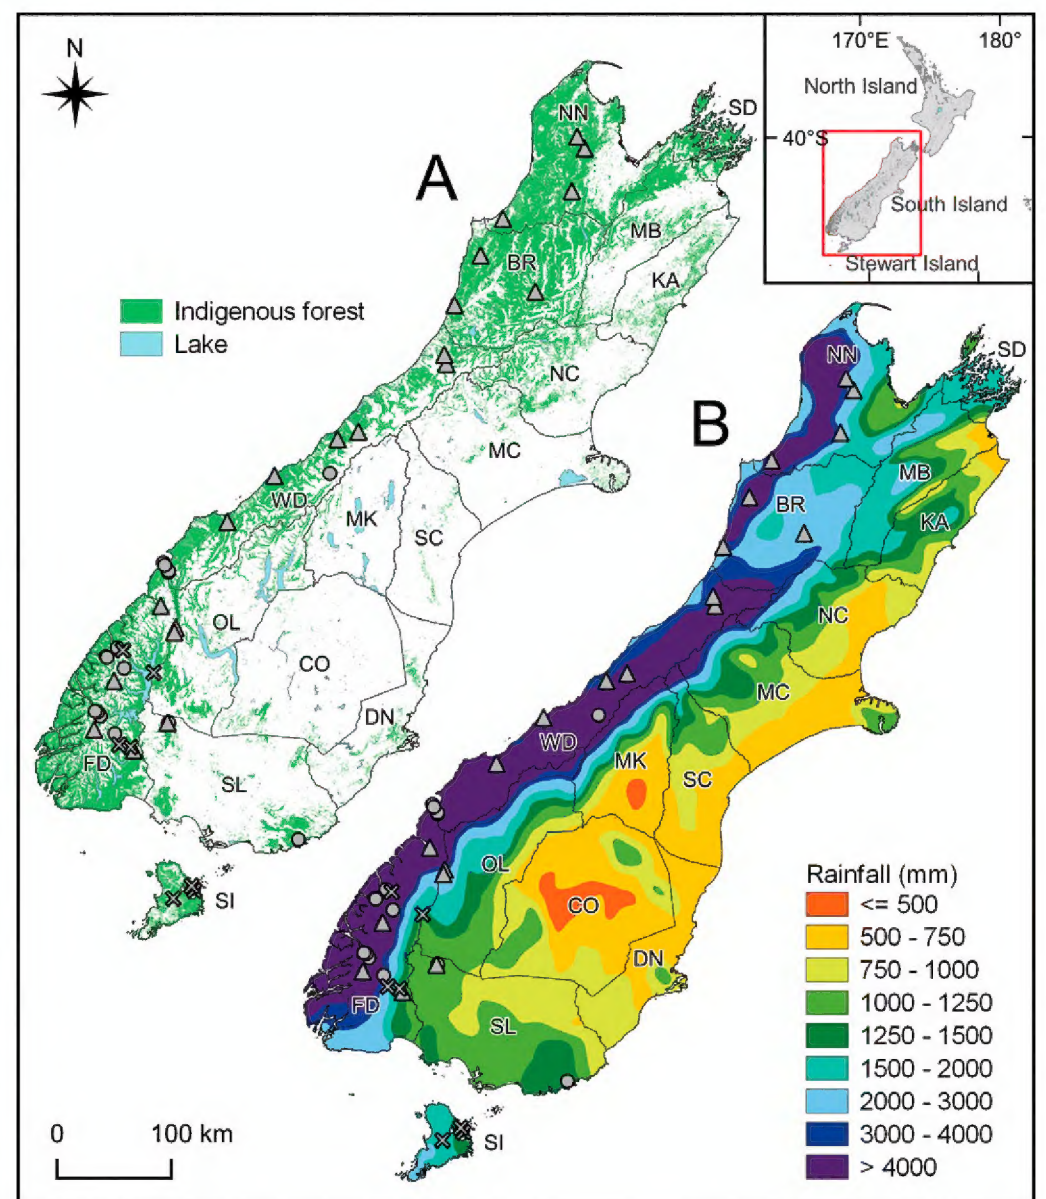 N
A
NN
SD
MB
BR
KA
NC
MC
WD
MK
SC
OL
CO
DN
FD
SL
SI
Indigenous forest
Lake
170°E
180°
North Island
40°S
South Island
Stewart Island
B
NN
SD
MB
BR
KA
NC
MC
WD
MK
SC
OL
CO
DN
FD
SL
SI
Rainfall (mm)
<= 500
500 - 750
750 - 1000
1000 - 1250
1250 - 1500
1500 - 2000
2000 - 3000
3000 - 4000
> 4000
0 100 km